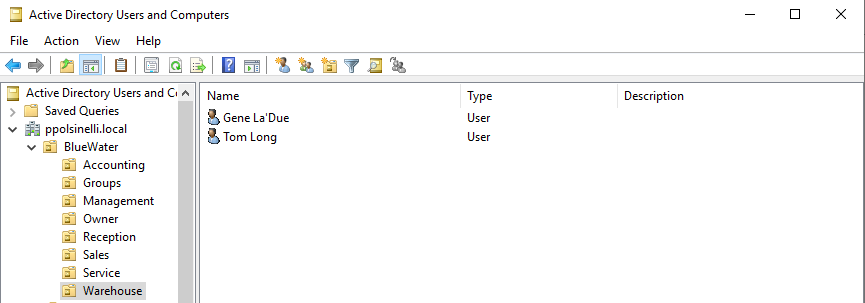 Active Directory Users and Computers
File Action View Help
Active Directory Users and Co
Name Type Description
Saved Queries
Gene La'Due User
ppolsinelli.local
Tom Long User
BlueWater
Accounting
Groups
Management
Owner
Reception
Sales
Service
Warehouse